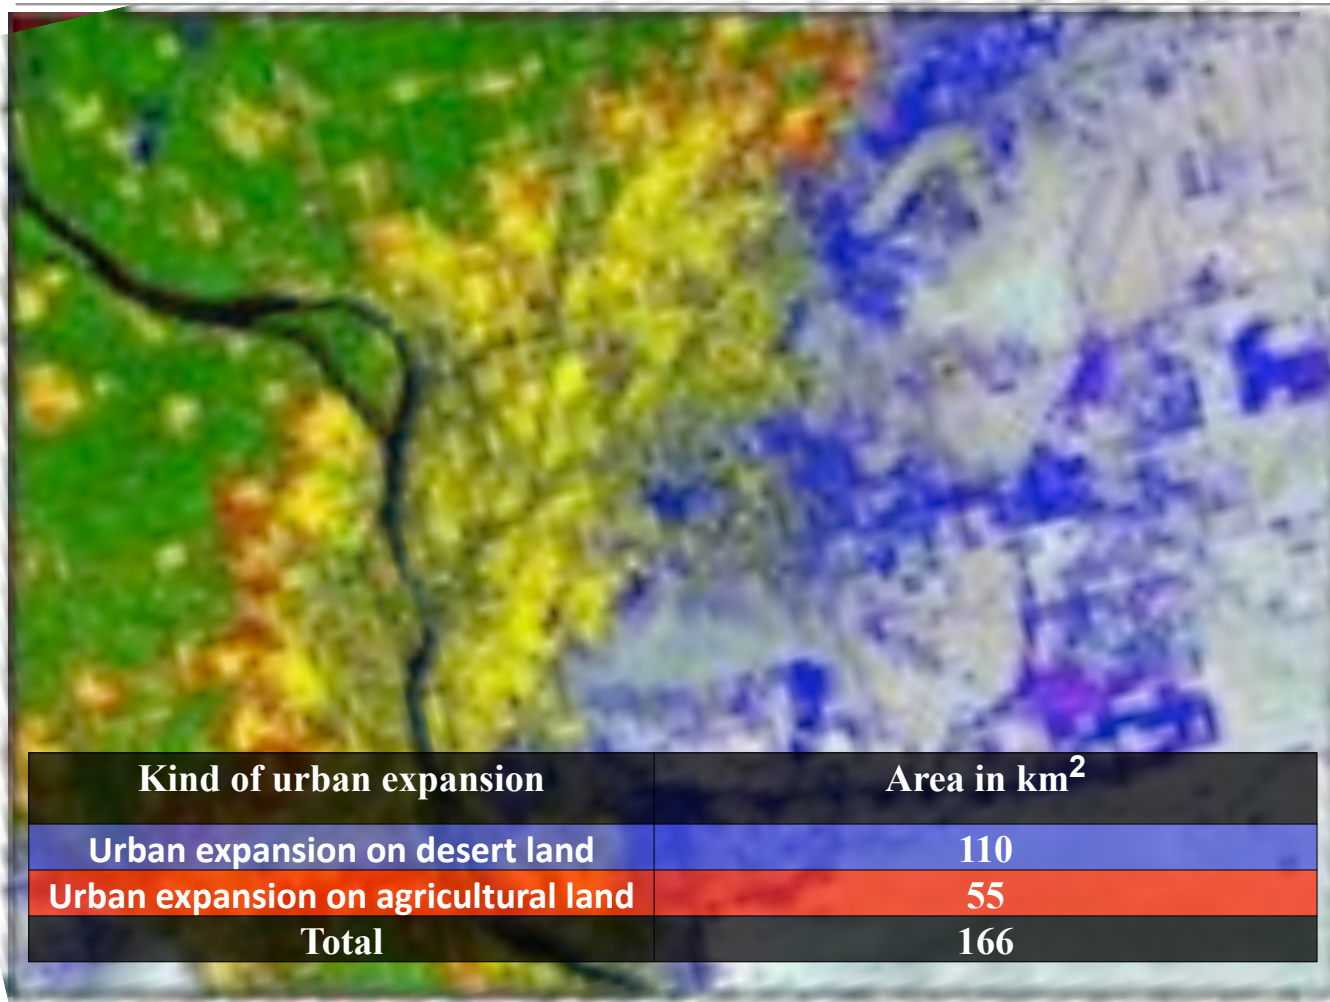 Kind of urban expansion Area in km²
Urban expansion on desert land 110
Urban expansion on agricultural land 55
Total 166